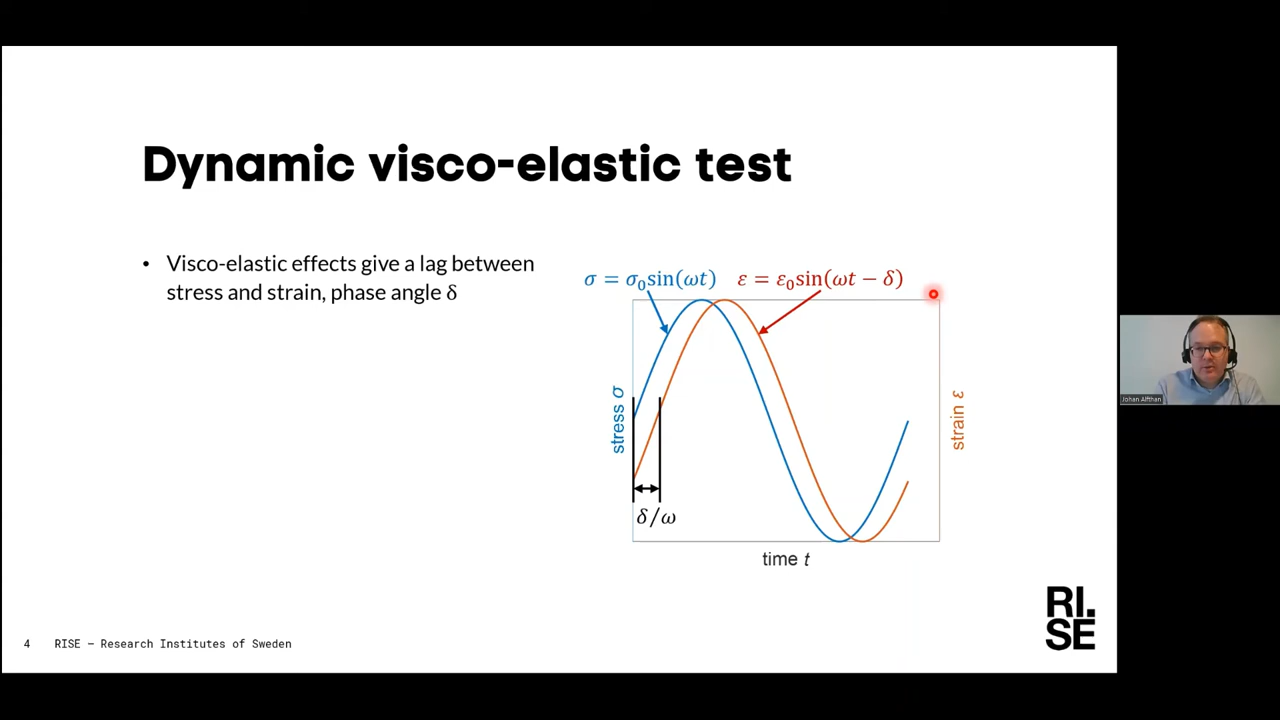 Dynamic visco-elastic test
• Visco-elastic effects give a lag between
stress and strain, phase angle δ
σ = σ₀sin(ωt)
ε = ε₀sin(ωt − δ)
stress σ
strain ε
δ/ω
time t
Johan Alfthan
4 RISE — Research Institutes of Sweden
RI.
SE